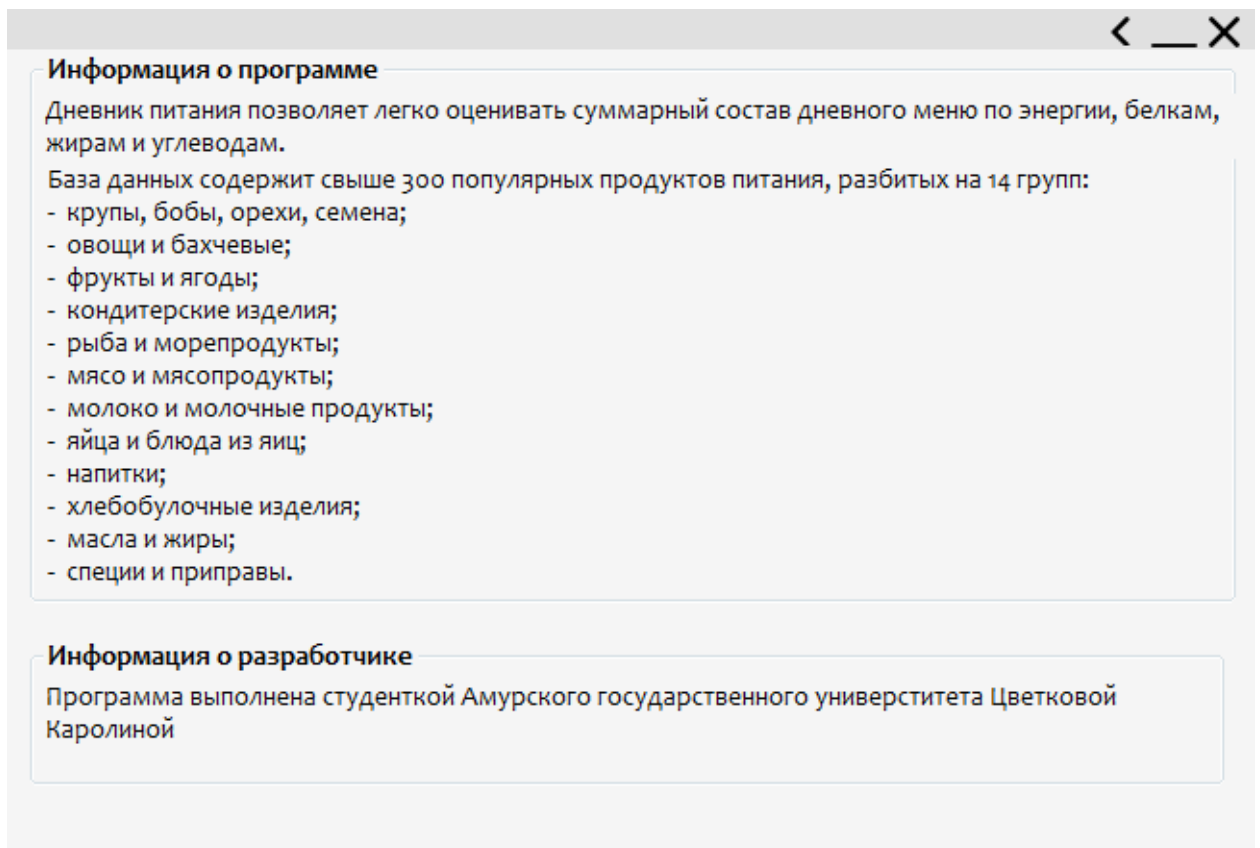 Информация о программе
Дневник питания позволяет легко оценивать суммарный состав дневного меню по энергии, белкам,
жирам и углеводам.
База данных содержит свыше 300 популярных продуктов питания, разбитых на 14 групп:
- крупы, бобы, орехи, семена;
- овощи и бахчевые;
- фрукты и ягоды;
- кондитерские изделия;
- рыба и морепродукты;
- мясо и мясопродукты;
- молоко и молочные продукты;
- яйца и блюда из яиц;
- напитки;
- хлебобулочные изделия;
- масла и жиры;
- специи и приправы.
Информация о разработчике
Программа выполнена студенткой Амурского государственного универститета Цветковой
Каролиной